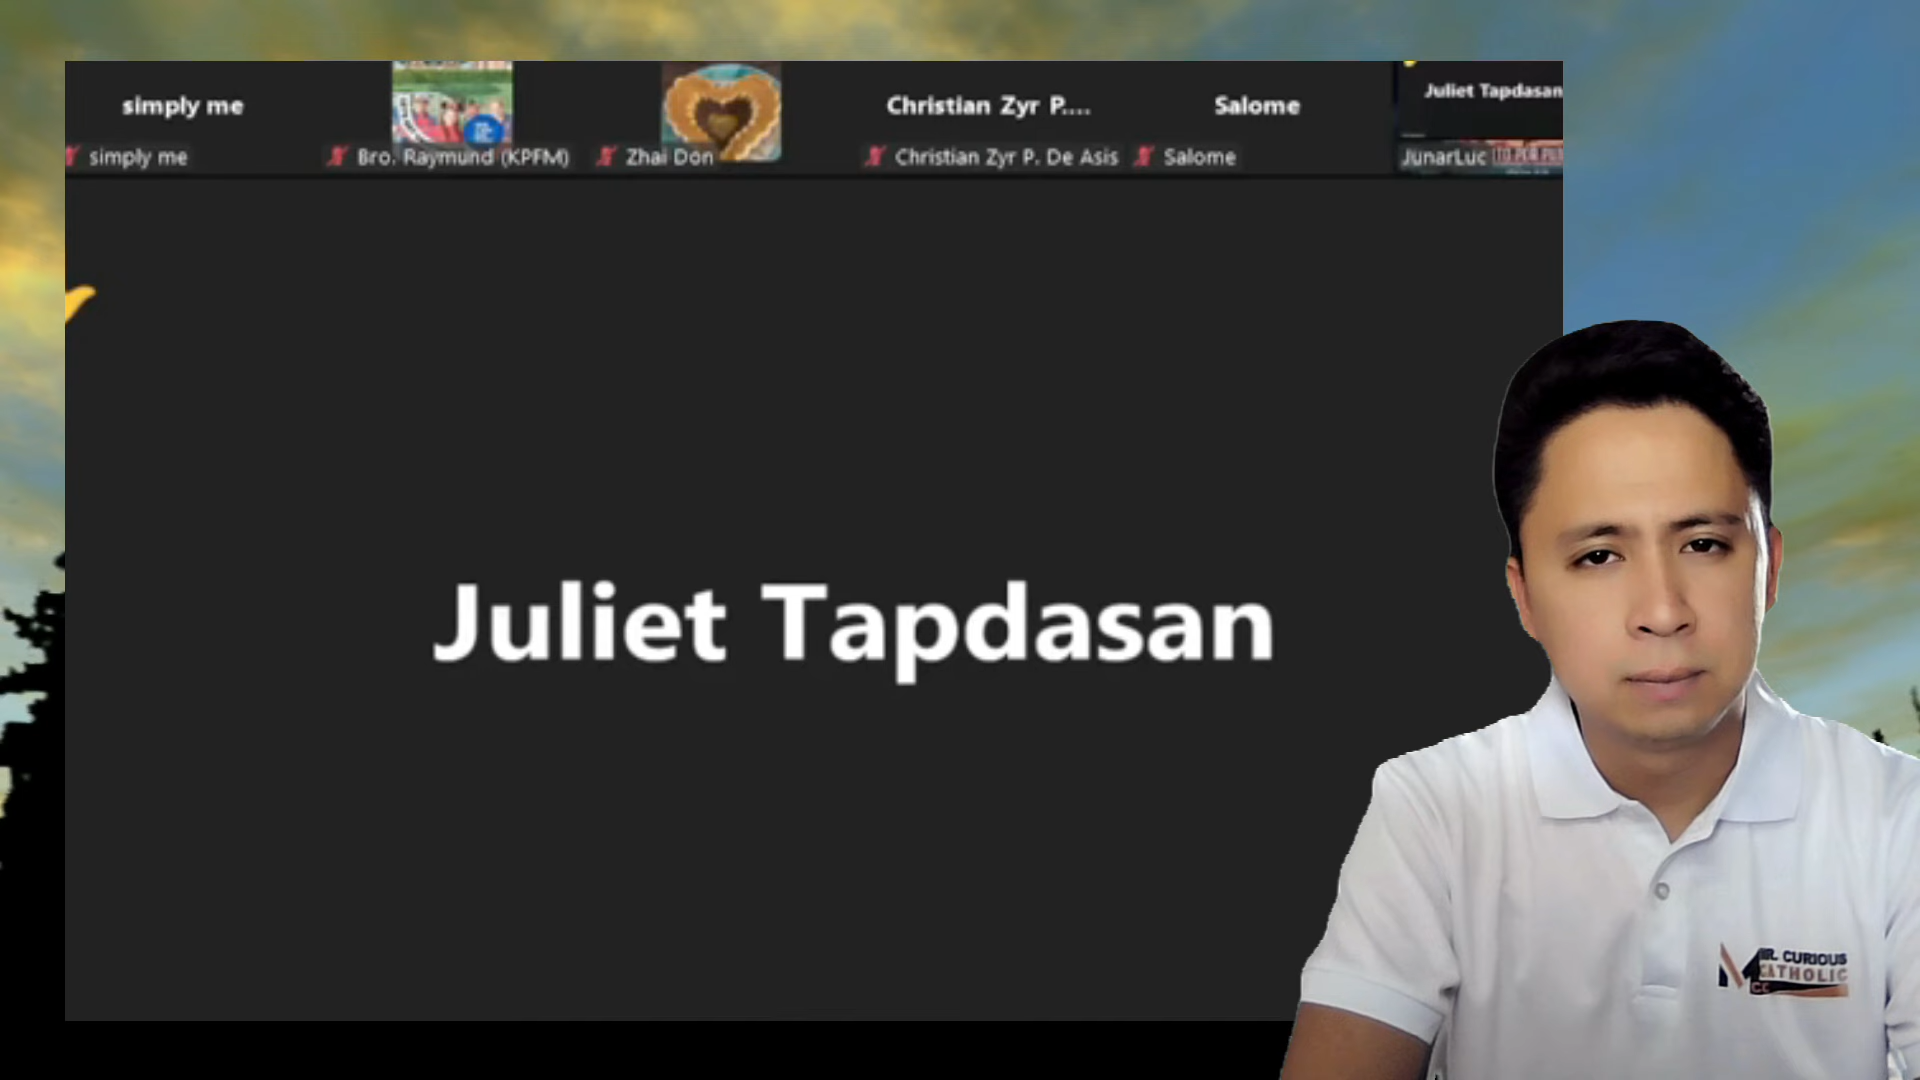 simply me
Christian Zyr P....
Salome
Juliet Tapdasan
simply me
Bro. Raymund (KPFM)
Zhai Don
Christian Zyr P. De Asis
Salome
JunarLuc
Juliet Tapdasan
MR. CURIOUS
CATHOLIC